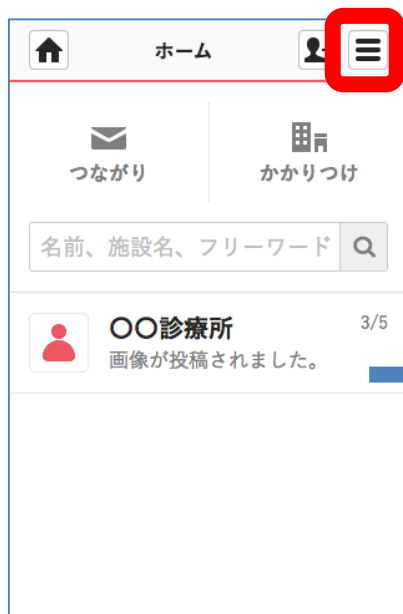 ホーム
つながり
かかりつけ
名前、施設名、フリーワード
〇〇診療所
3/5
画像が投稿されました。